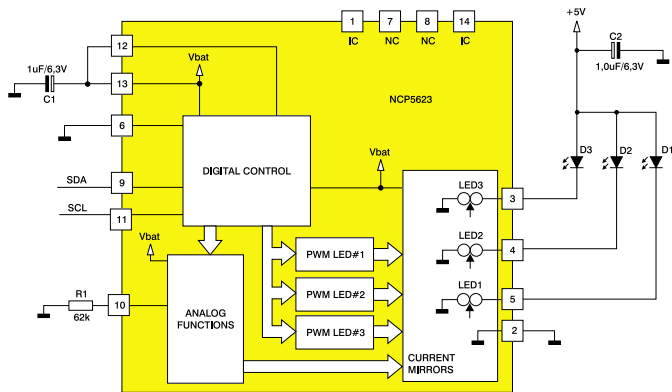 +5V
1
7
8
14
IC
NC
NC
IC
C2
1,0uF/6,3V
12
1uF/6,3V
C1
13
Vbat
NCP5623
6
DIGITAL CONTROL
Vbat
D3
D2
D1
SDA
9
SCL
11
LED3
3
Vbat
PWM LED#1
LED2
4
R1
62k
10
ANALOG
FUNCTIONS
PWM LED#2
LED1
5
PWM LED#3
2
CURRENT
MIRRORS